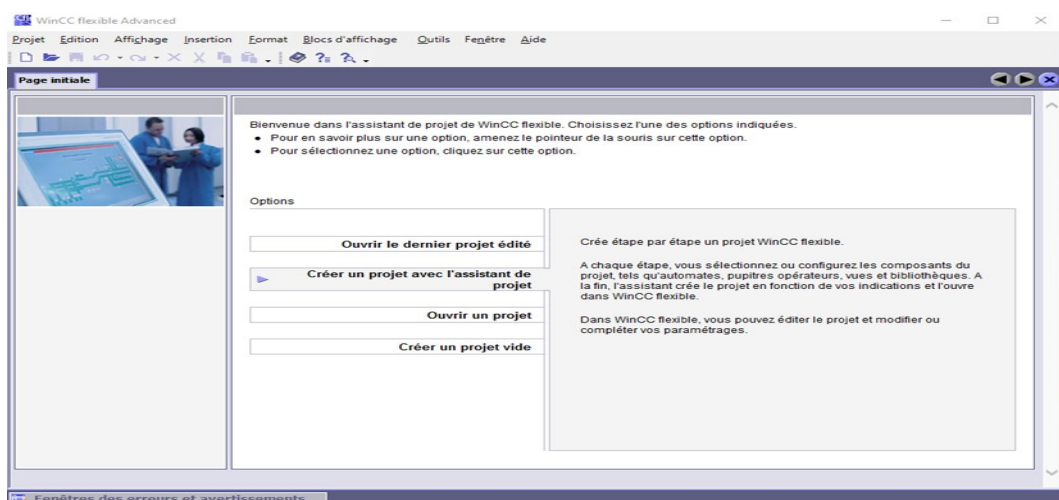 WinCC flexible Advanced
Projet Edition Affichage Insertion Format Blocs d'affichage Outils Fenêtre Aide
Page initiale
Bienvenue dans l'assistant de projet de WinCC flexible. Choisissez l'une des options indiquées.
• Pour en savoir plus sur une option, amenez le pointeur de la souris sur cette option.
• Pour sélectionnez une option, cliquez sur cette option.
Options
Ouvrir le dernier projet édité
Créer un projet avec l'assistant de
projet
Ouvrir un projet
Créer un projet vide
Crée étape par étape un projet WinCC flexible.
A chaque étape, vous sélectionnez ou configurez les composants du
projet, tels qu'automates, pupitres opérateurs, vues et bibliothèques. A
la fin, l'assistant crée le projet en fonction de vos indications et l'ouvre
dans WinCC flexible.
Dans WinCC flexible, vous pouvez éditer le projet et modifier ou
compléter vos paramétrages.
Fenêtres des erreurs et avertissements